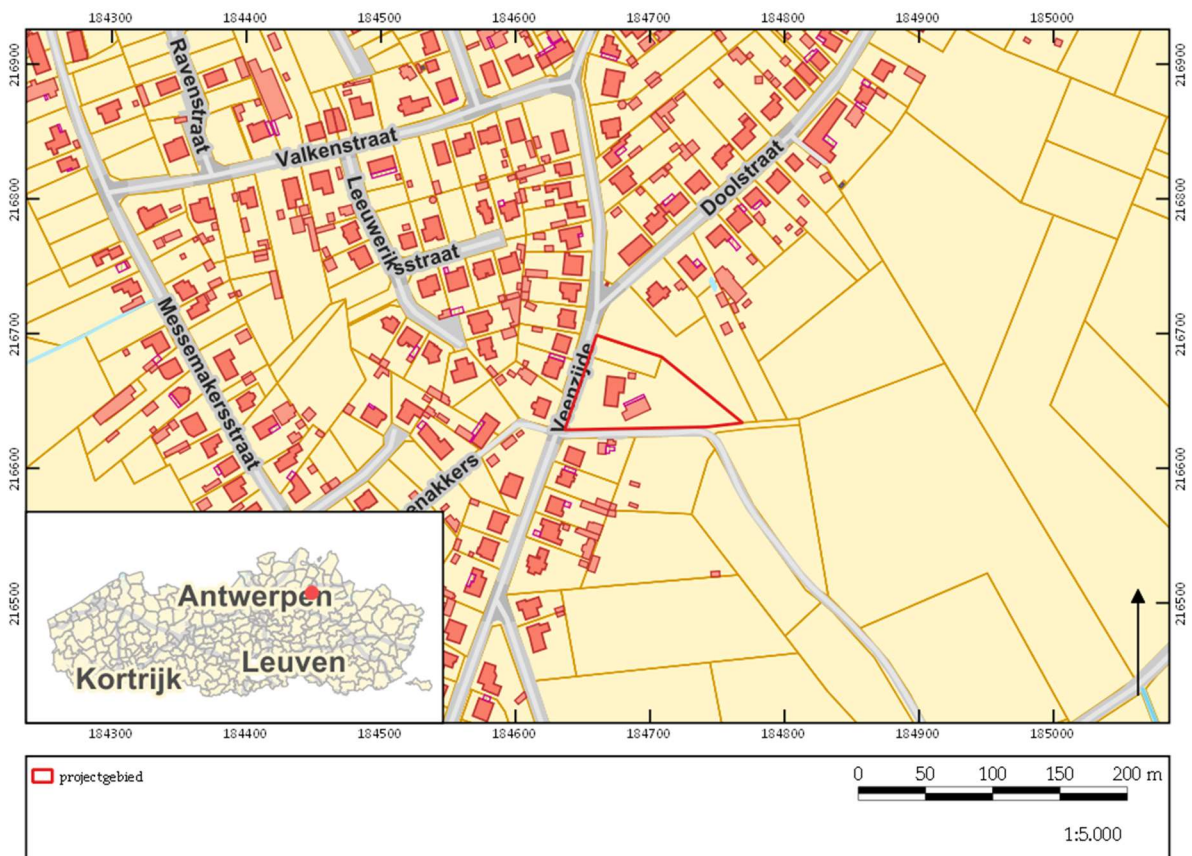 184300 184400 184500 184600 184700 184800 184900 185000
216900 216900
216800 216800
216700 216700
216600 216600
216500 216500
Ravenstraat
Valkenstraat
Doolstraat
Leeuweriksstraat
Messemakersstraat
Veenzijde
enakkers
Antwerpen
Leuven
Kortrijk
184300 184400 184500 184600 184700 184800 184900 185000
projectgebied
0 50 100 150 200 m
1:5.000